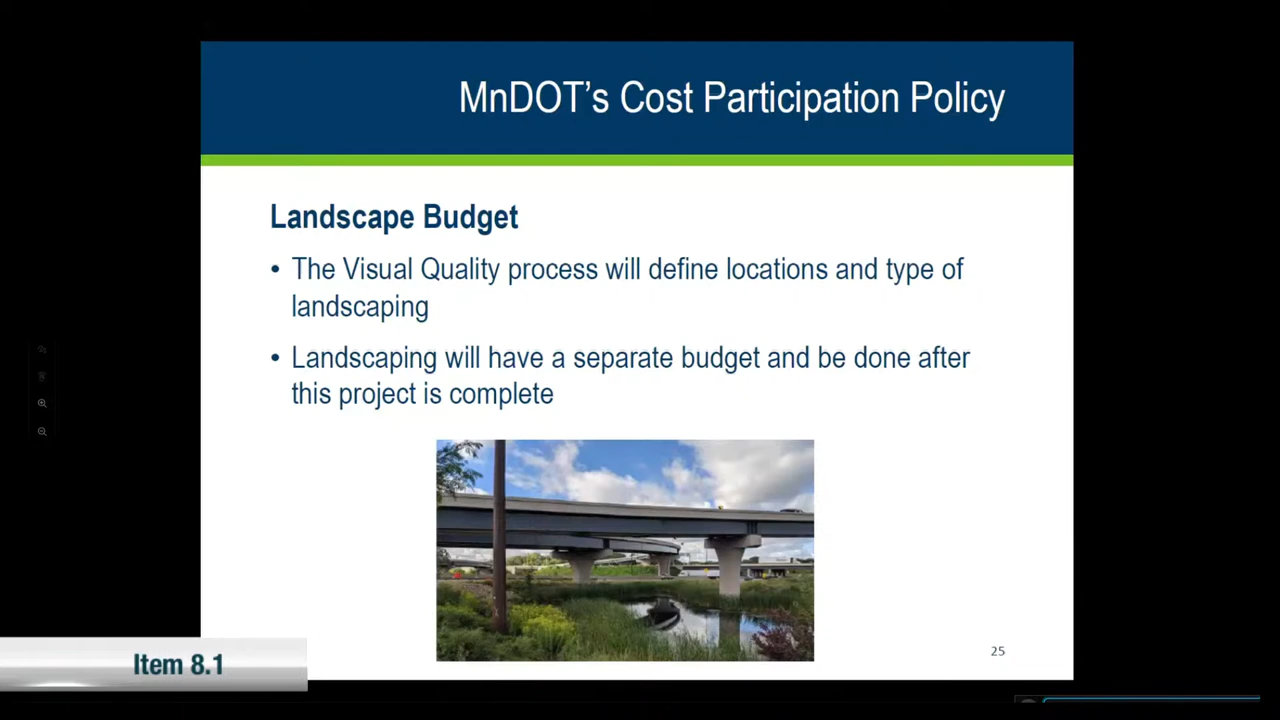 MnDOT's Cost Participation Policy
Landscape Budget
• The Visual Quality process will define locations and type of
landscaping
• Landscaping will have a separate budget and be done after
this project is complete
25
Item 8.1